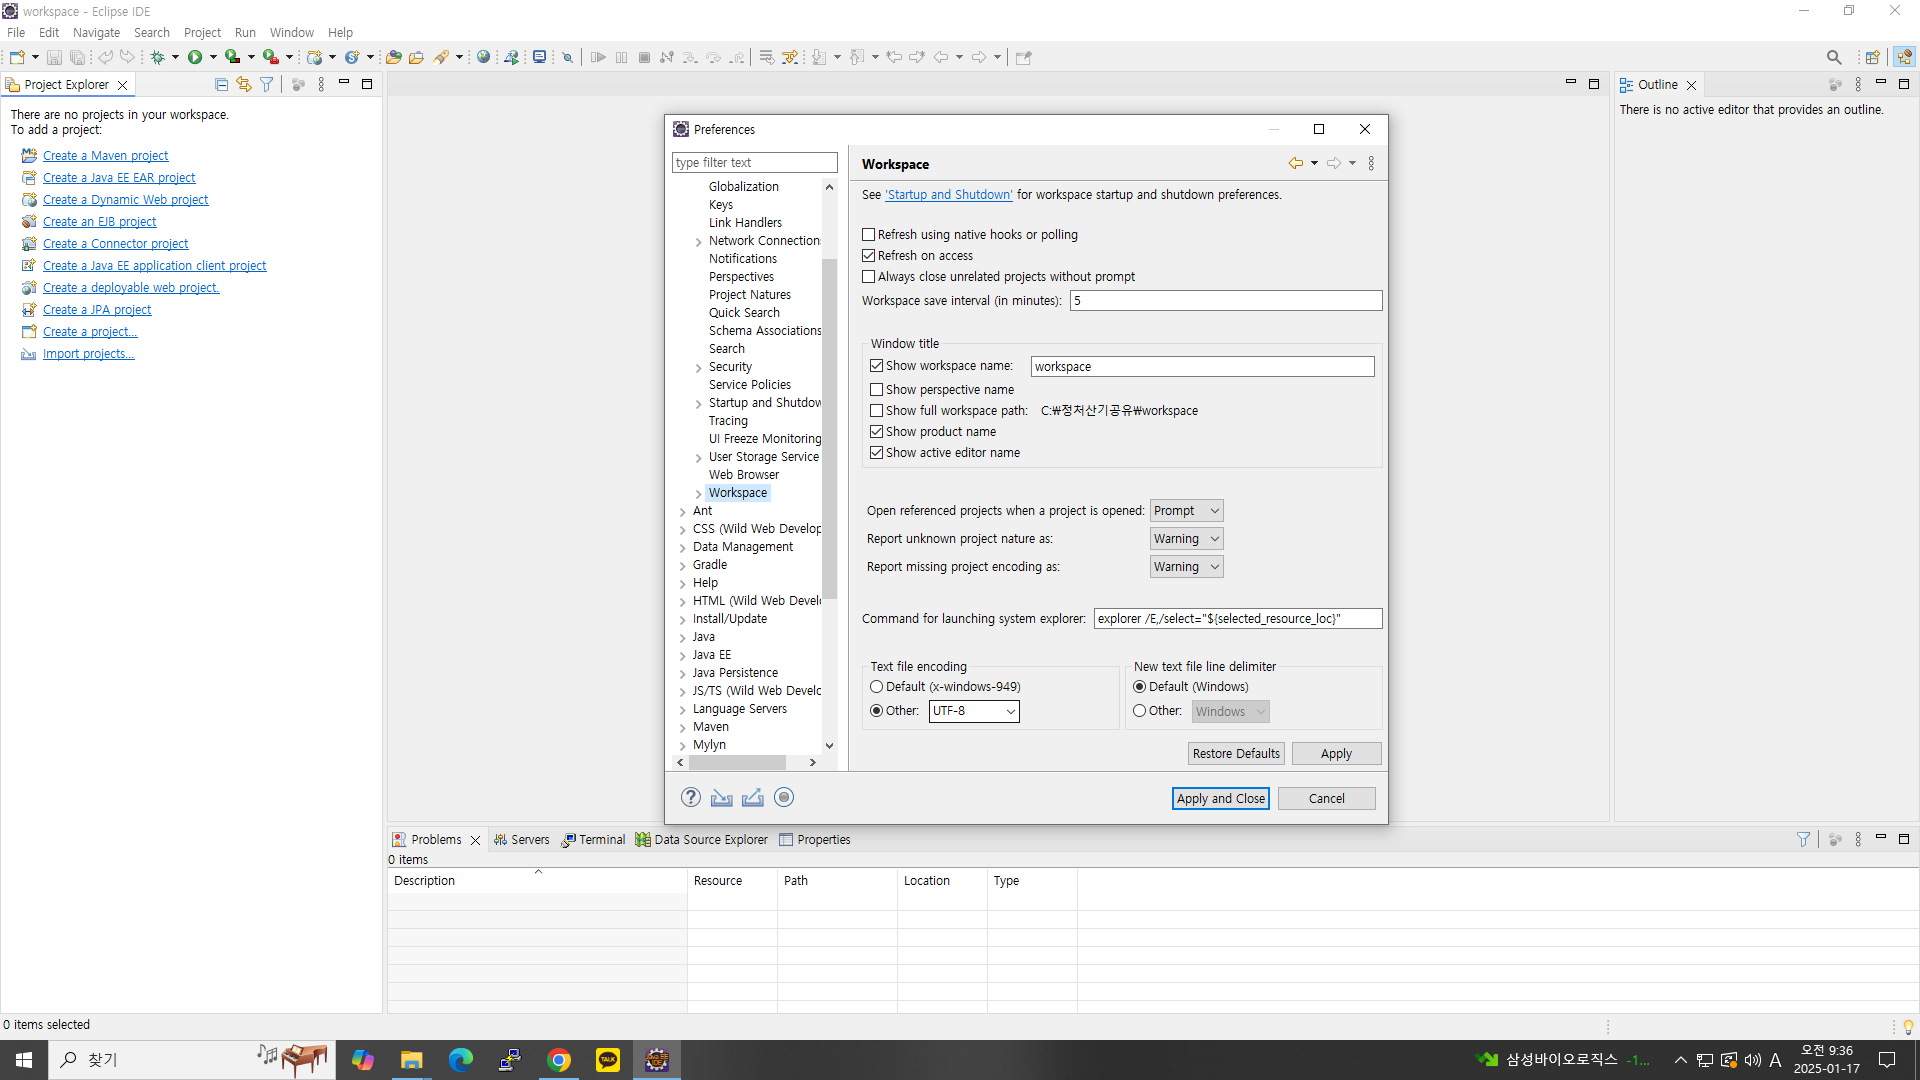 workspace - Eclipse IDE
File Edit Navigate Search Project Run Window Help
Project Explorer
There are no projects in your workspace.
To add a project:
Create a Maven project
Create a Java EE EAR project
Create a Dynamic Web project
Create an EJB project
Create a Connector project
Create a Java EE application client project
Create a deployable web project.
Create a JPA project
Create a project...
Import projects...
Outline
There is no active editor that provides an outline.
Preferences
type filter text
Globalization
Keys
Link Handlers
Network Connection
Notifications
Perspectives
Project Natures
Quick Search
Schema Associations
Search
Security
Service Policies
Startup and Shutdow
Tracing
UI Freeze Monitoring
User Storage Service
Web Browser
Workspace
Ant
CSS (Wild Web Develop
Data Management
Gradle
Help
HTML (Wild Web Develo
Install/Update
Java
Java EE
Java Persistence
JS/TS (Wild Web Develo
Language Servers
Maven
Mylyn
Workspace
See 'Startup and Shutdown' for workspace startup and shutdown preferences.
Refresh using native hooks or polling
Refresh on access
Always close unrelated projects without prompt
Workspace save interval (in minutes): 5
Window title
Show workspace name: workspace
Show perspective name
Show full workspace path: C:₩정처산기공유₩workspace
Show product name
Show active editor name
Open referenced projects when a project is opened: Prompt
Report unknown project nature as: Warning
Report missing project encoding as: Warning
Command for launching system explorer: explorer /E,/select="${selected_resource_loc}"
Text file encoding
Default (x-windows-949)
Other: UTF-8
New text file line delimiter
Default (Windows)
Other: Windows
Restore Defaults Apply
Apply and Close Cancel
Problems Servers Terminal Data Source Explorer Properties
0 items
Description Resource Path Location Type
0 items selected
찾기
TALK
Java EE IDE
삼성바이오로직스 -1...
A
오전 9:36
2025-01-17